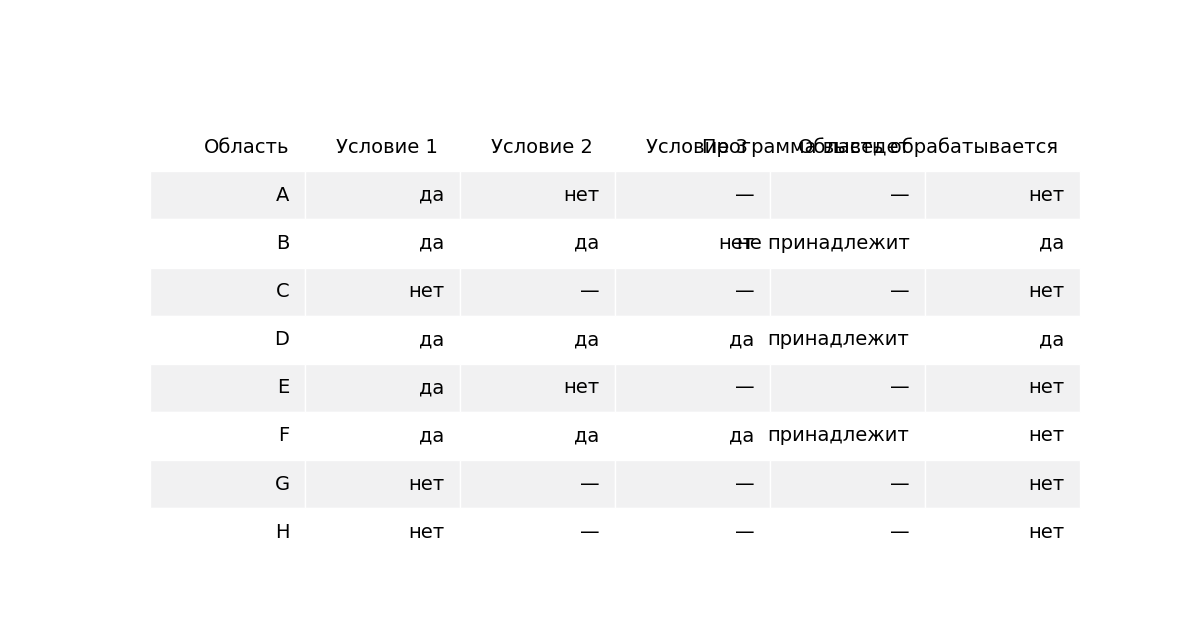 Область Условие 1 Условие 2 Условие 3 Программа выведет Область обрабатывается
A да нет — — нет
B да да нет не принадлежит да
C нет — — — нет
D да да да принадлежит да
E да нет — — нет
F да да да принадлежит нет
G нет — — — нет
H нет — — — нет